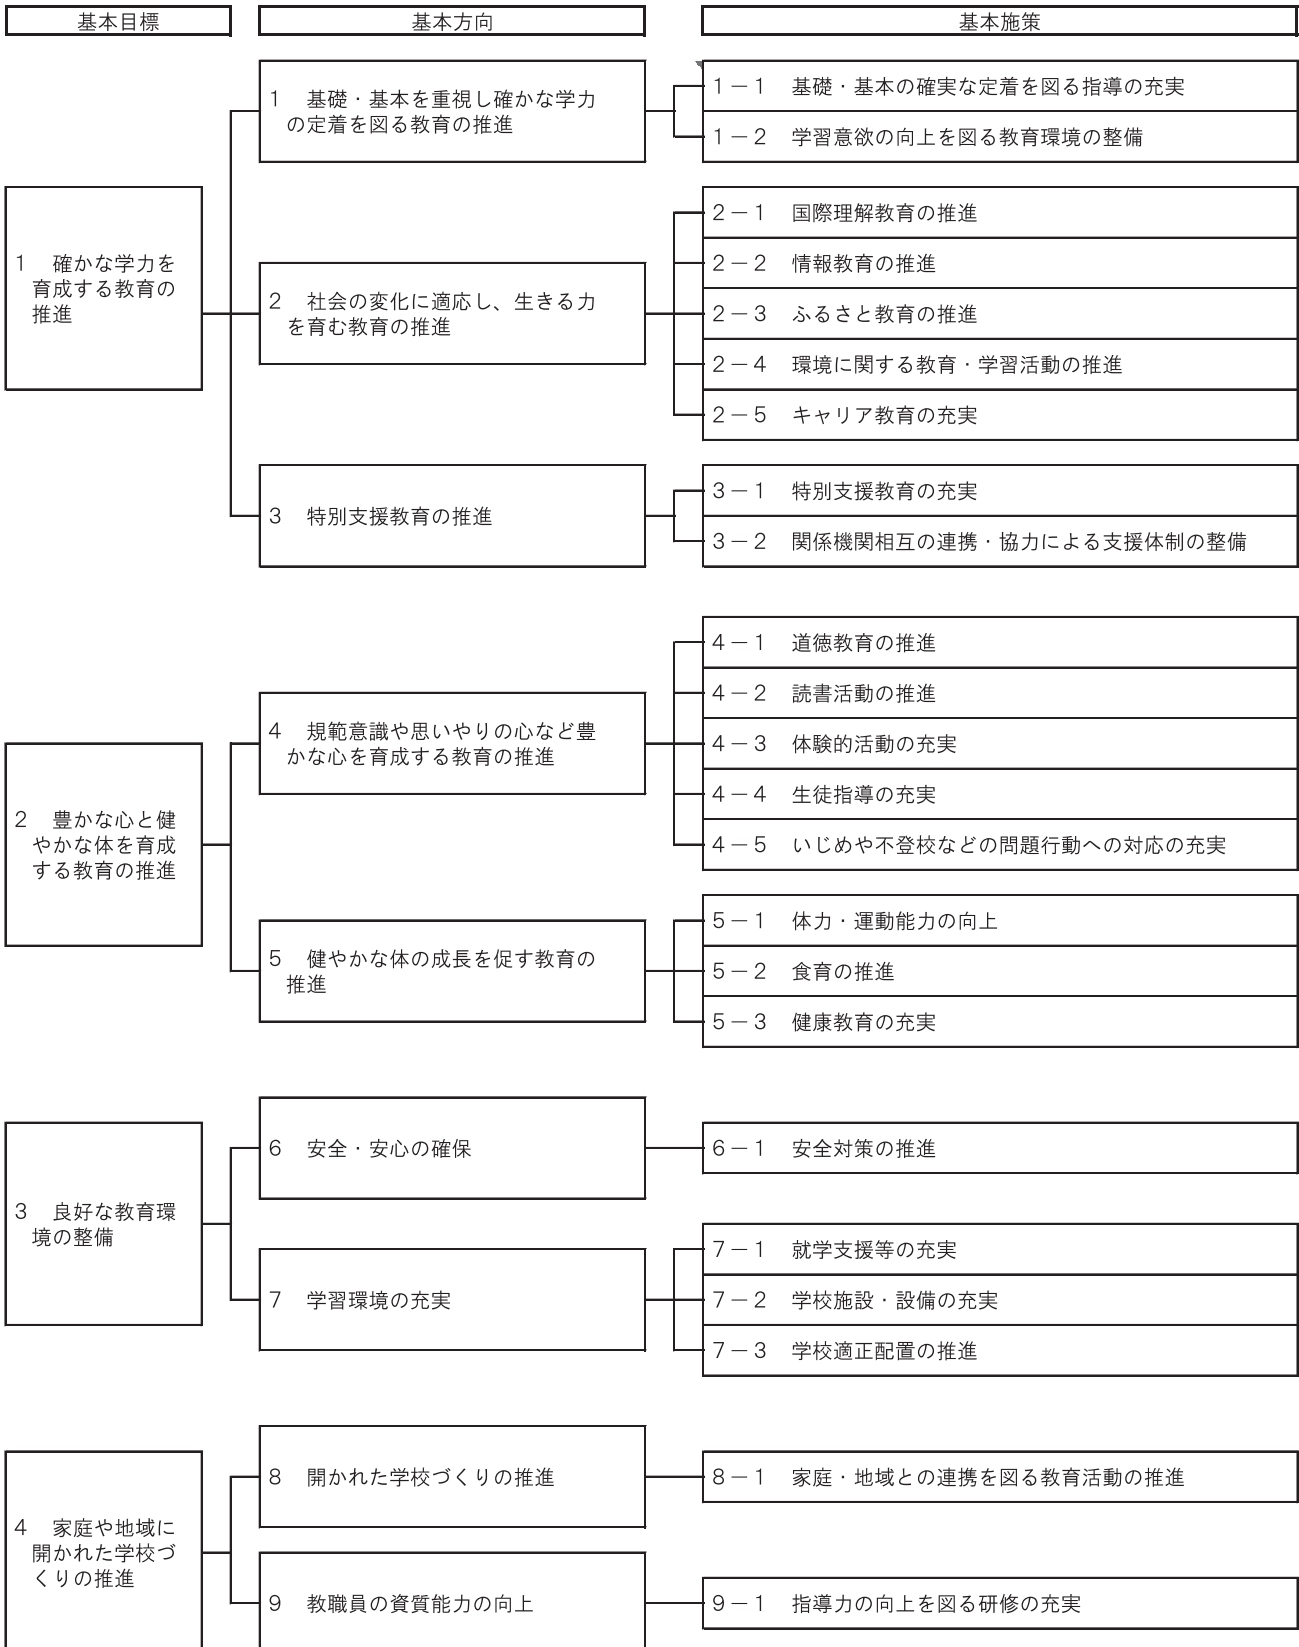 基本目標
基本方向
基本施策
1　確かな学力を
育成する教育の
推進
1　基礎・基本を重視し確かな学力
の定着を図る教育の推進
1－1　基礎・基本の確実な定着を図る指導の充実
1－2　学習意欲の向上を図る教育環境の整備
2　社会の変化に適応し、生きる力
を育む教育の推進
2－1　国際理解教育の推進
2－2　情報教育の推進
2－3　ふるさと教育の推進
2－4　環境に関する教育・学習活動の推進
2－5　キャリア教育の充実
3　特別支援教育の推進
3－1　特別支援教育の充実
3－2　関係機関相互の連携・協力による支援体制の整備
2　豊かな心と健
やかな体を育成
する教育の推進
4　規範意識や思いやりの心など豊
かな心を育成する教育の推進
4－1　道徳教育の推進
4－2　読書活動の推進
4－3　体験的活動の充実
4－4　生徒指導の充実
4－5　いじめや不登校などの問題行動への対応の充実
5　健やかな体の成長を促す教育の
推進
5－1　体力・運動能力の向上
5－2　食育の推進
5－3　健康教育の充実
3　良好な教育環
境の整備
6　安全・安心の確保
6－1　安全対策の推進
7　学習環境の充実
7－1　就学支援等の充実
7－2　学校施設・設備の充実
7－3　学校適正配置の推進
4　家庭や地域に
開かれた学校づ
くりの推進
8　開かれた学校づくりの推進
8－1　家庭・地域との連携を図る教育活動の推進
9　教職員の資質能力の向上
9－1　指導力の向上を図る研修の充実